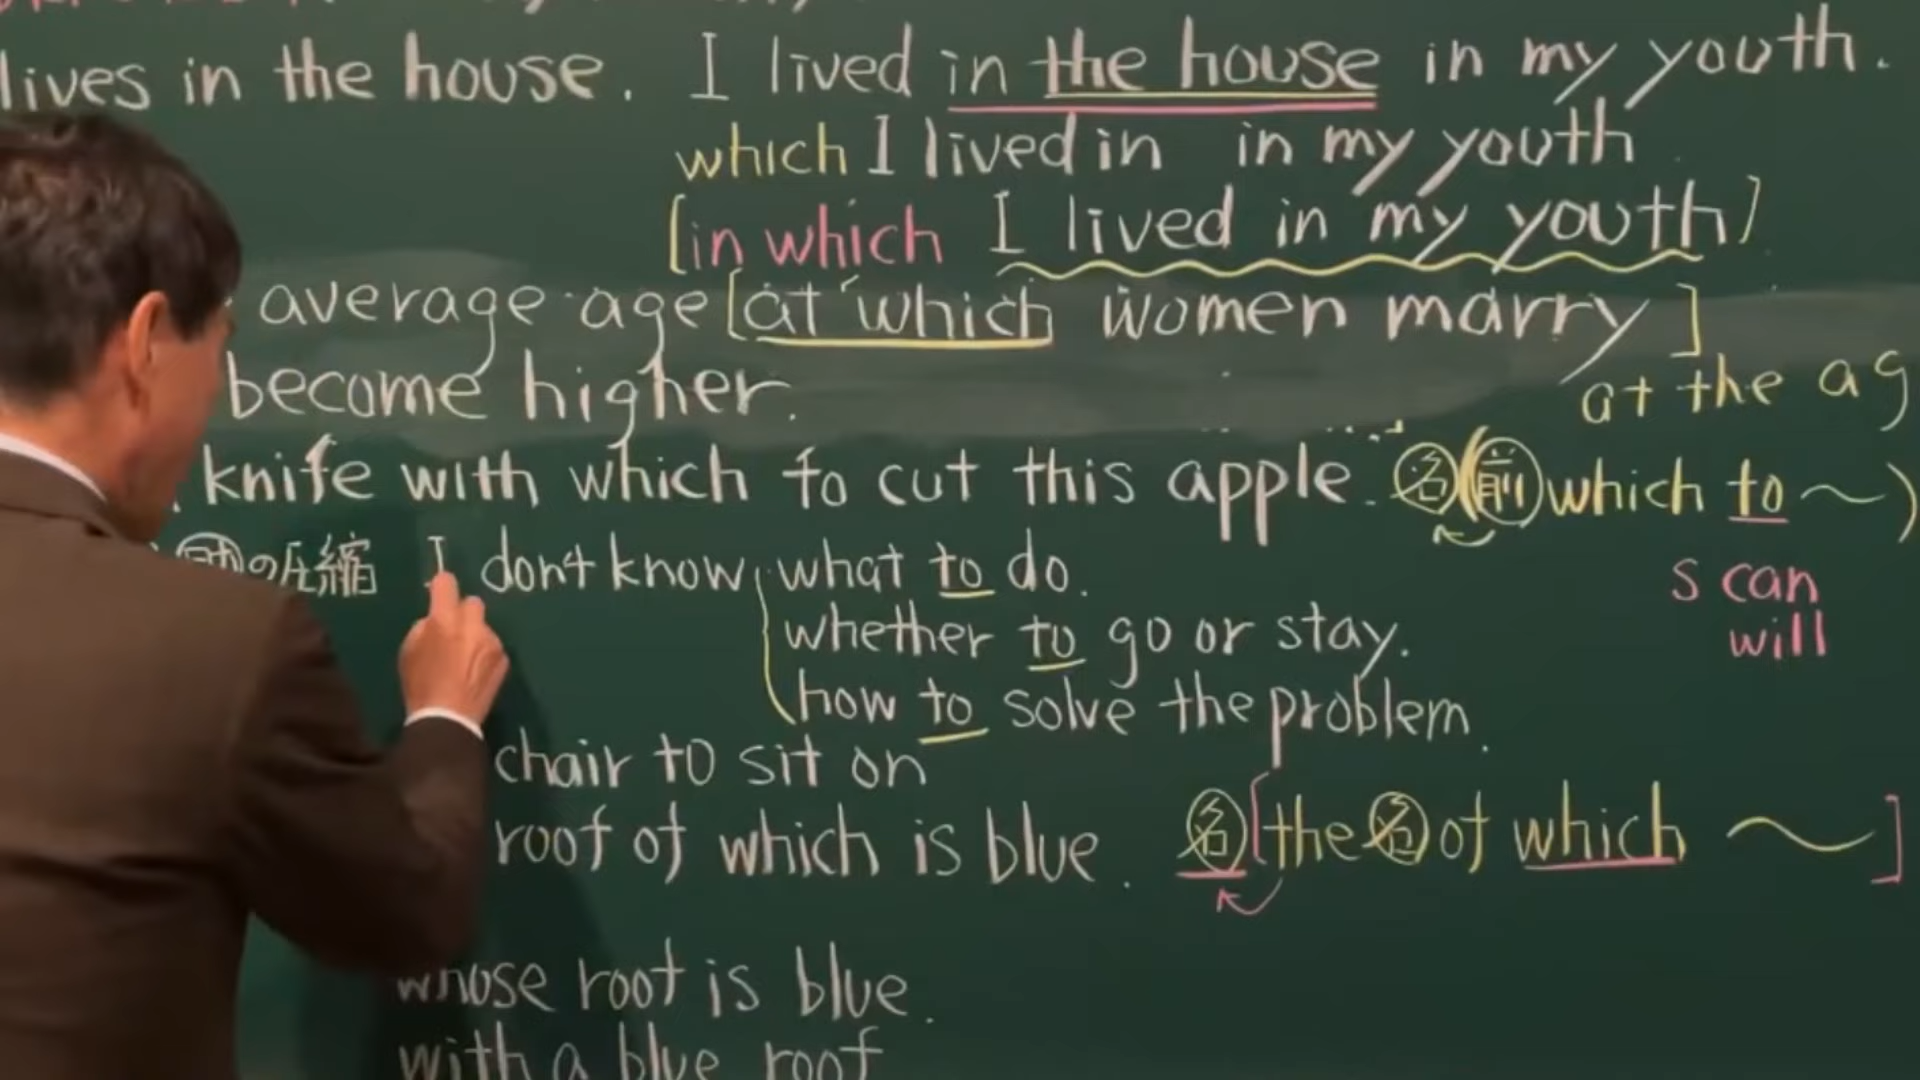 lives in the house. I lived in the house in my youth.
which I lived in in my youth
[in which I lived in my youth]
average age [at which women marry]
become higher. at the ag
knife with which to cut this apple. 名 (前 which to ~)
の圧縮 I don't know what to do. s can
whether to go or stay. will
how to solve the problem.
chair to sit on
roof of which is blue. 名 [the 名 of which ~]
whose roof is blue.
with a blue roof